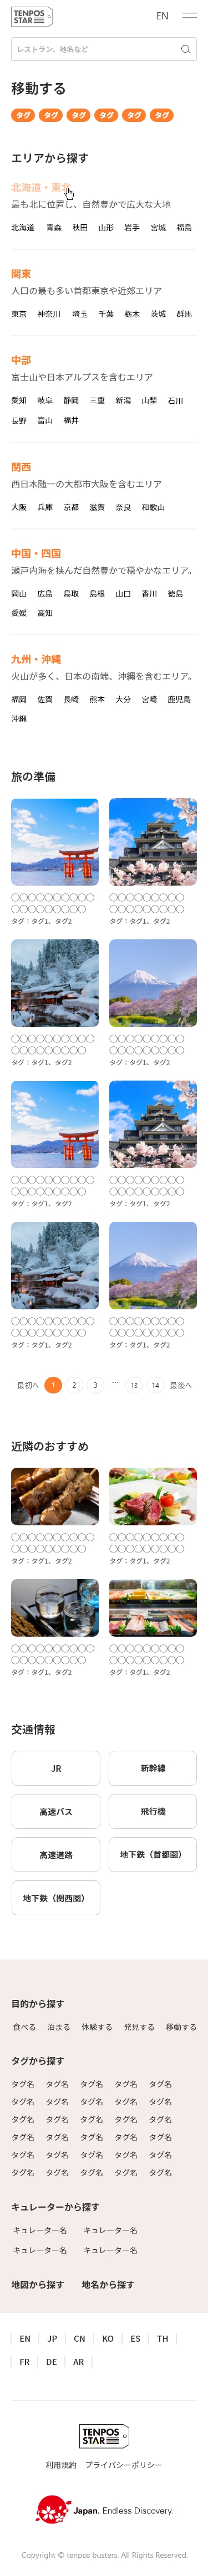 TENPOS
STAR
EN
レストラン、地名など
移動する
タグ タグ タグ タグ タグ タグ
エリアから探す
北海道・東北
最も北に位置し、自然豊かで広大な大地
北海道 青森 秋田 山形 岩手 宮城 福島
関東
人口の最も多い首都東京や近郊エリア
東京 神奈川 埼玉 千葉 栃木 茨城 群馬
中部
富士山や日本アルプスを含むエリア
愛知 岐阜 静岡 三重 新潟 山梨 石川
長野 富山 福井
関西
西日本随一の大都市大阪を含むエリア
大阪 兵庫 京都 滋賀 奈良 和歌山
中国・四国
瀬戸内海を挟んだ自然豊かで穏やかなエリア。
岡山 広島 鳥取 島根 山口 香川 徳島
愛媛 高知
九州・沖縄
火山が多く、日本の南端、沖縄を含むエリア。
福岡 佐賀 長崎 熊本 大分 宮崎 鹿児島
沖縄
旅の準備
〇〇〇〇〇〇〇〇〇〇
〇〇〇〇〇〇〇〇〇
タグ：タグ1、タグ2
〇〇〇〇〇〇〇〇〇
〇〇〇〇〇〇〇〇〇
タグ：タグ1、タグ2
〇〇〇〇〇〇〇〇〇〇
〇〇〇〇〇〇〇〇〇
タグ：タグ1、タグ2
〇〇〇〇〇〇〇〇〇
〇〇〇〇〇〇〇〇〇
タグ：タグ1、タグ2
〇〇〇〇〇〇〇〇〇〇
〇〇〇〇〇〇〇〇〇
タグ：タグ1、タグ2
〇〇〇〇〇〇〇〇〇
〇〇〇〇〇〇〇〇〇
タグ：タグ1、タグ2
〇〇〇〇〇〇〇〇〇〇
〇〇〇〇〇〇〇〇〇
タグ：タグ1、タグ2
〇〇〇〇〇〇〇〇〇
〇〇〇〇〇〇〇〇〇
タグ：タグ1、タグ2
最初へ 1 2 3 … 13 14 最後へ
近隣のおすすめ
〇〇〇〇〇〇〇〇〇〇
〇〇〇〇〇〇〇〇〇
タグ：タグ1、タグ2
〇〇〇〇〇〇〇〇〇
〇〇〇〇〇〇〇〇〇
タグ：タグ1、タグ2
〇〇〇〇〇〇〇〇〇〇
〇〇〇〇〇〇〇〇〇
タグ：タグ1、タグ2
〇〇〇〇〇〇〇〇〇
〇〇〇〇〇〇〇〇〇
タグ：タグ1、タグ2
交通情報
JR 新幹線
高速バス 飛行機
高速道路 地下鉄（首都圏）
地下鉄（関西圏）
目的から探す
食べる 泊まる 体験する 発見する 移動する
タグから探す
タグ名 タグ名 タグ名 タグ名 タグ名
タグ名 タグ名 タグ名 タグ名 タグ名
タグ名 タグ名 タグ名 タグ名 タグ名
タグ名 タグ名 タグ名 タグ名 タグ名
タグ名 タグ名 タグ名 タグ名 タグ名
タグ名 タグ名 タグ名 タグ名 タグ名
キュレーターから探す
キュレーター名 キュレーター名
キュレーター名 キュレーター名
地図から探す 地名から探す
EN JP CN KO ES TH
FR DE AR
TENPOS
STAR
利用規約 プライバシーポリシー
Japan. Endless Discovery.
Copyright © tenpos busters. All Rights Reserved.